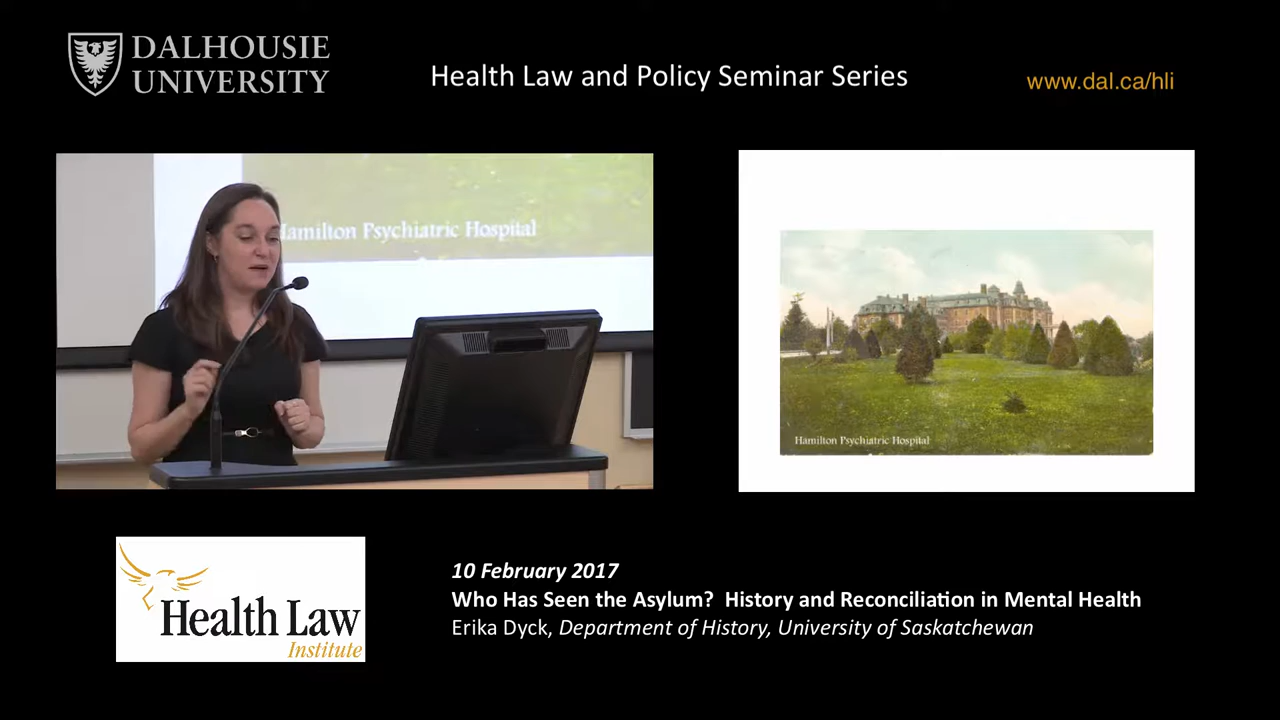 DALHOUSIE
UNIVERSITY
Health Law and Policy Seminar Series
www.dal.ca/hli
Hamilton Psychiatric Hospital
Hamilton Psychiatric Hospital
Health Law
Institute
10 February 2017
Who Has Seen the Asylum? History and Reconciliation in Mental Health
Erika Dyck, Department of History, University of Saskatchewan